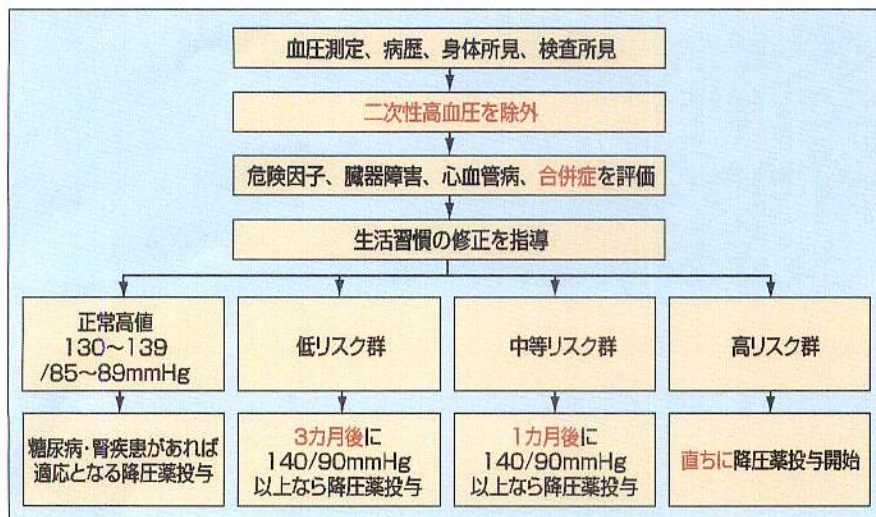 血圧測定、病歴、身体所見、検査所見
二次性高血圧を除外
危険因子、臓器障害、心血管病、合併症を評価
生活習慣の修正を指導
正常高値
130〜139
/85〜89mmHg
低リスク群
中等リスク群
高リスク群
糖尿病・腎疾患があれば
適応となる降圧薬投与
3カ月後に
140/90mmHg
以上なら降圧薬投与
1カ月後に
140/90mmHg
以上なら降圧薬投与
直ちに降圧薬投与開始